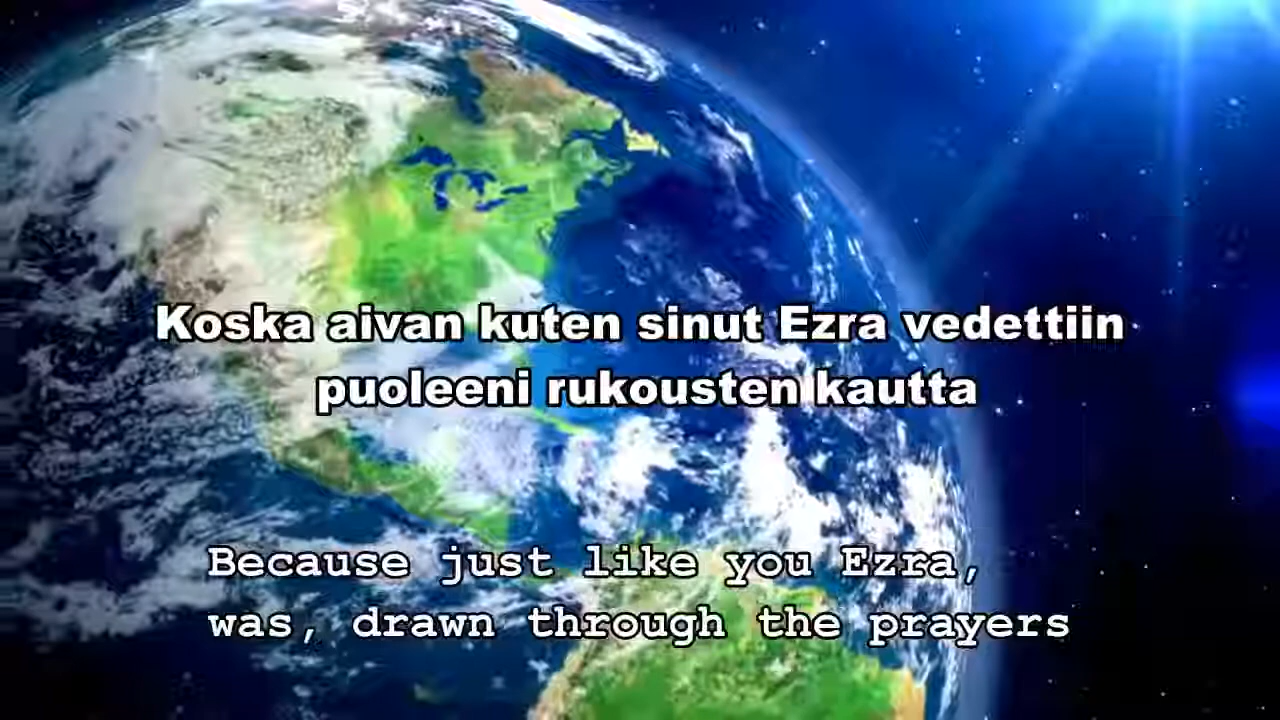 Koska aivan kuten sinut Ezra vedettiin
puoleeni rukousten kautta
Because just like you Ezra,
was, drawn through the prayers